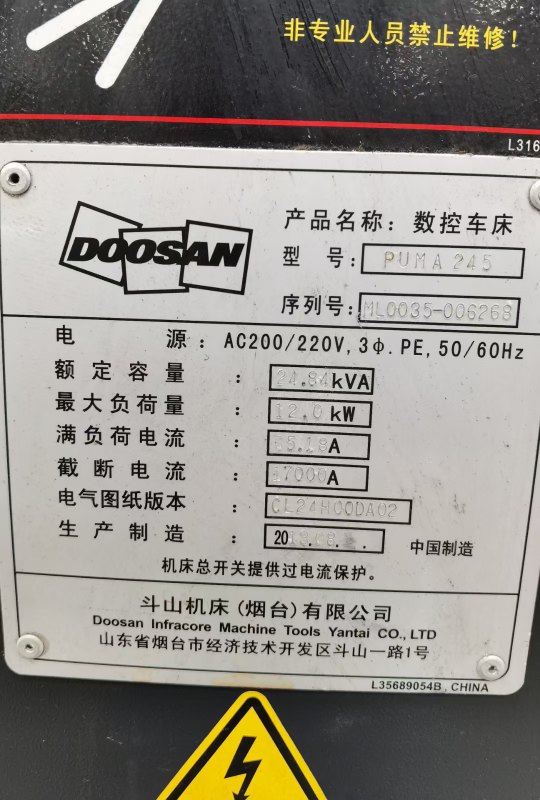 非专业人员禁止维修！
L316
DOOSAN
产品名称：数控车床
型 号：PUMA 245
序列号：ML0035-006268
电 源：AC200/220V, 3Φ. PE, 50/60Hz
额定容量：24.84kVA
最大负荷量：12.0kW
满负荷电流：65.18A
截断电流：17000A
电气图纸版本：CL24H00DA02
生产制造：20 中国制造
机床总开关提供过电流保护。
斗山机床(烟台)有限公司
Doosan Infracore Machine Tools Yantai CO., LTD
山东省烟台市经济技术开发区斗山一路1号
L35689054B, CHINA